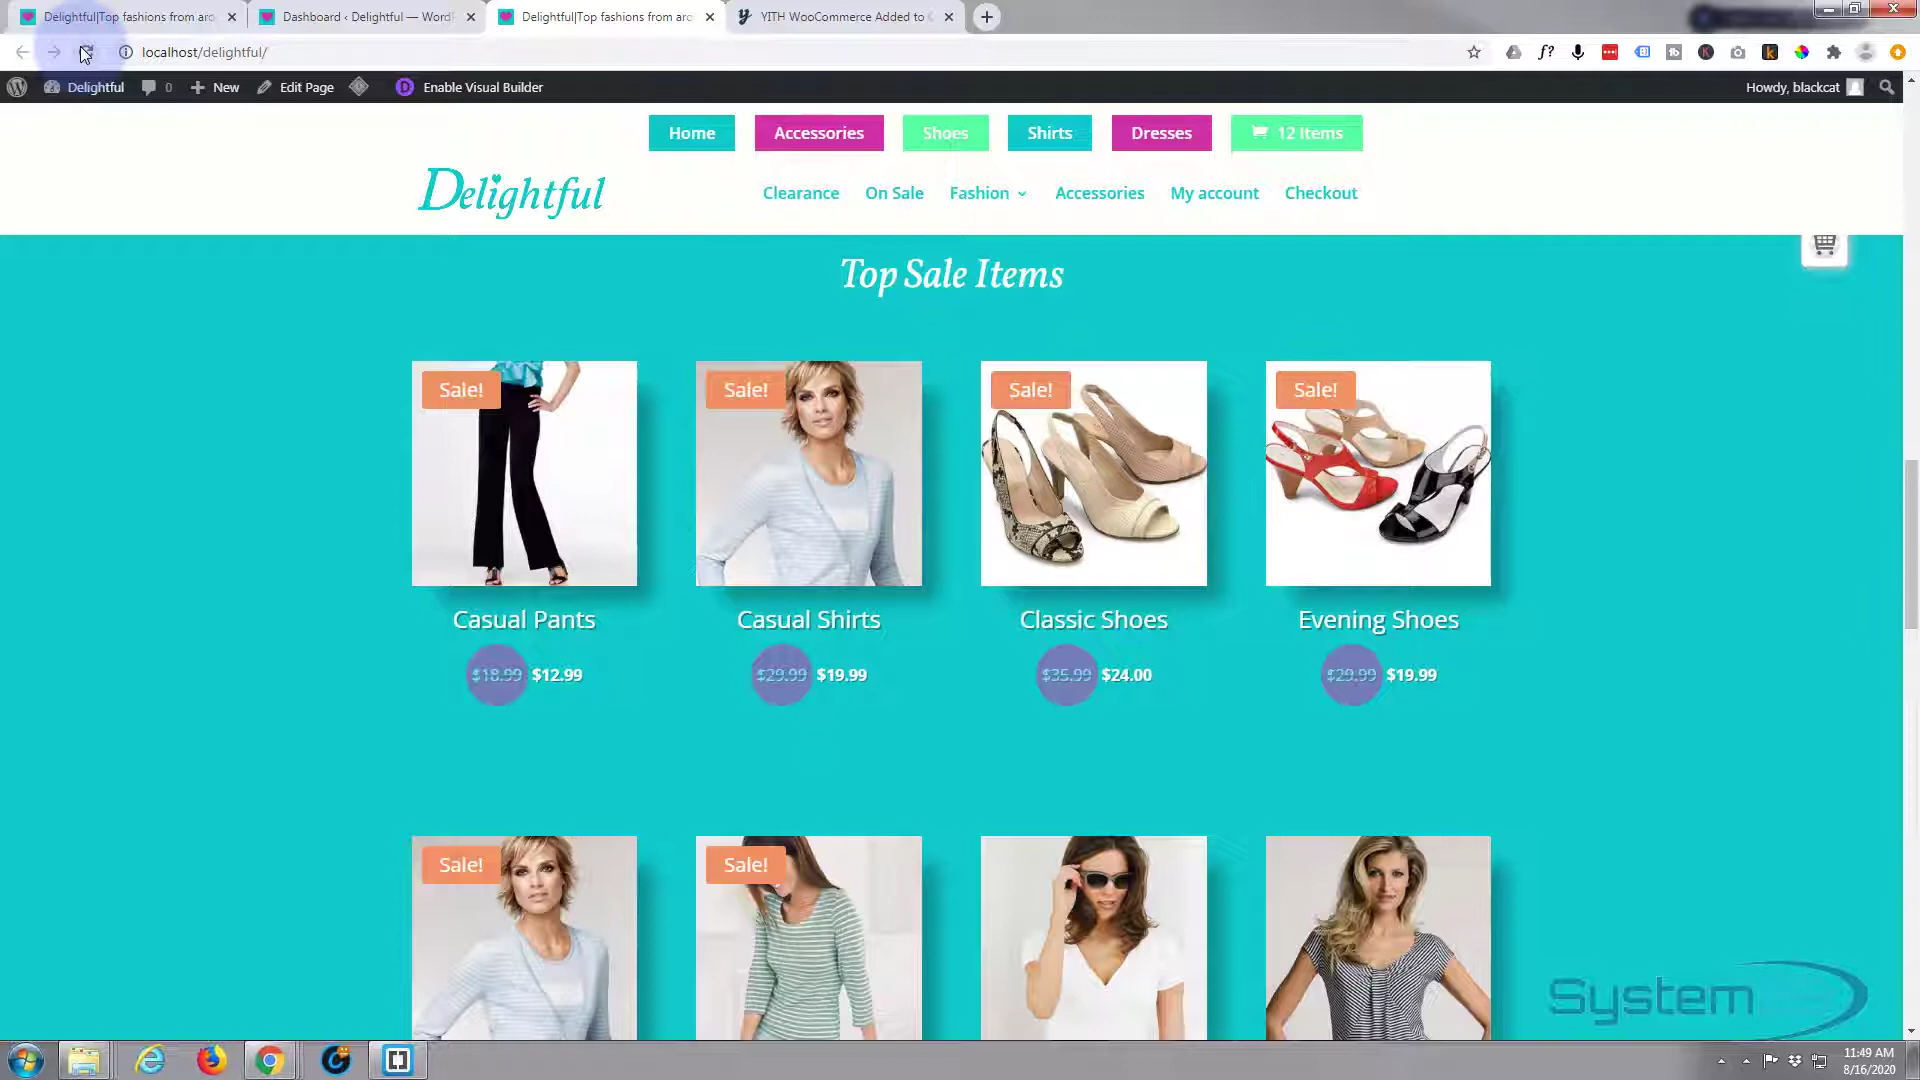 Delightful|Top fashions from aro
Dashboard ‹ Delightful — WordP
Delightful|Top fashions from aro
YITH WooCommerce Added to C
localhost/delightful/
Delightful
0
New
Edit Page
Enable Visual Builder
Howdy, blackcat
Home
Accessories
Shoes
Shirts
Dresses
12 Items
Delightful
Clearance
On Sale
Fashion
Accessories
My account
Checkout
Top Sale Items
Sale!
Sale!
Sale!
Sale!
Casual Pants
Casual Shirts
Classic Shoes
Evening Shoes
$18.99 $12.99
$29.99 $19.99
$35.99 $24.00
$29.99 $19.99
Sale!
Sale!
System
11:49 AM
8/16/2020